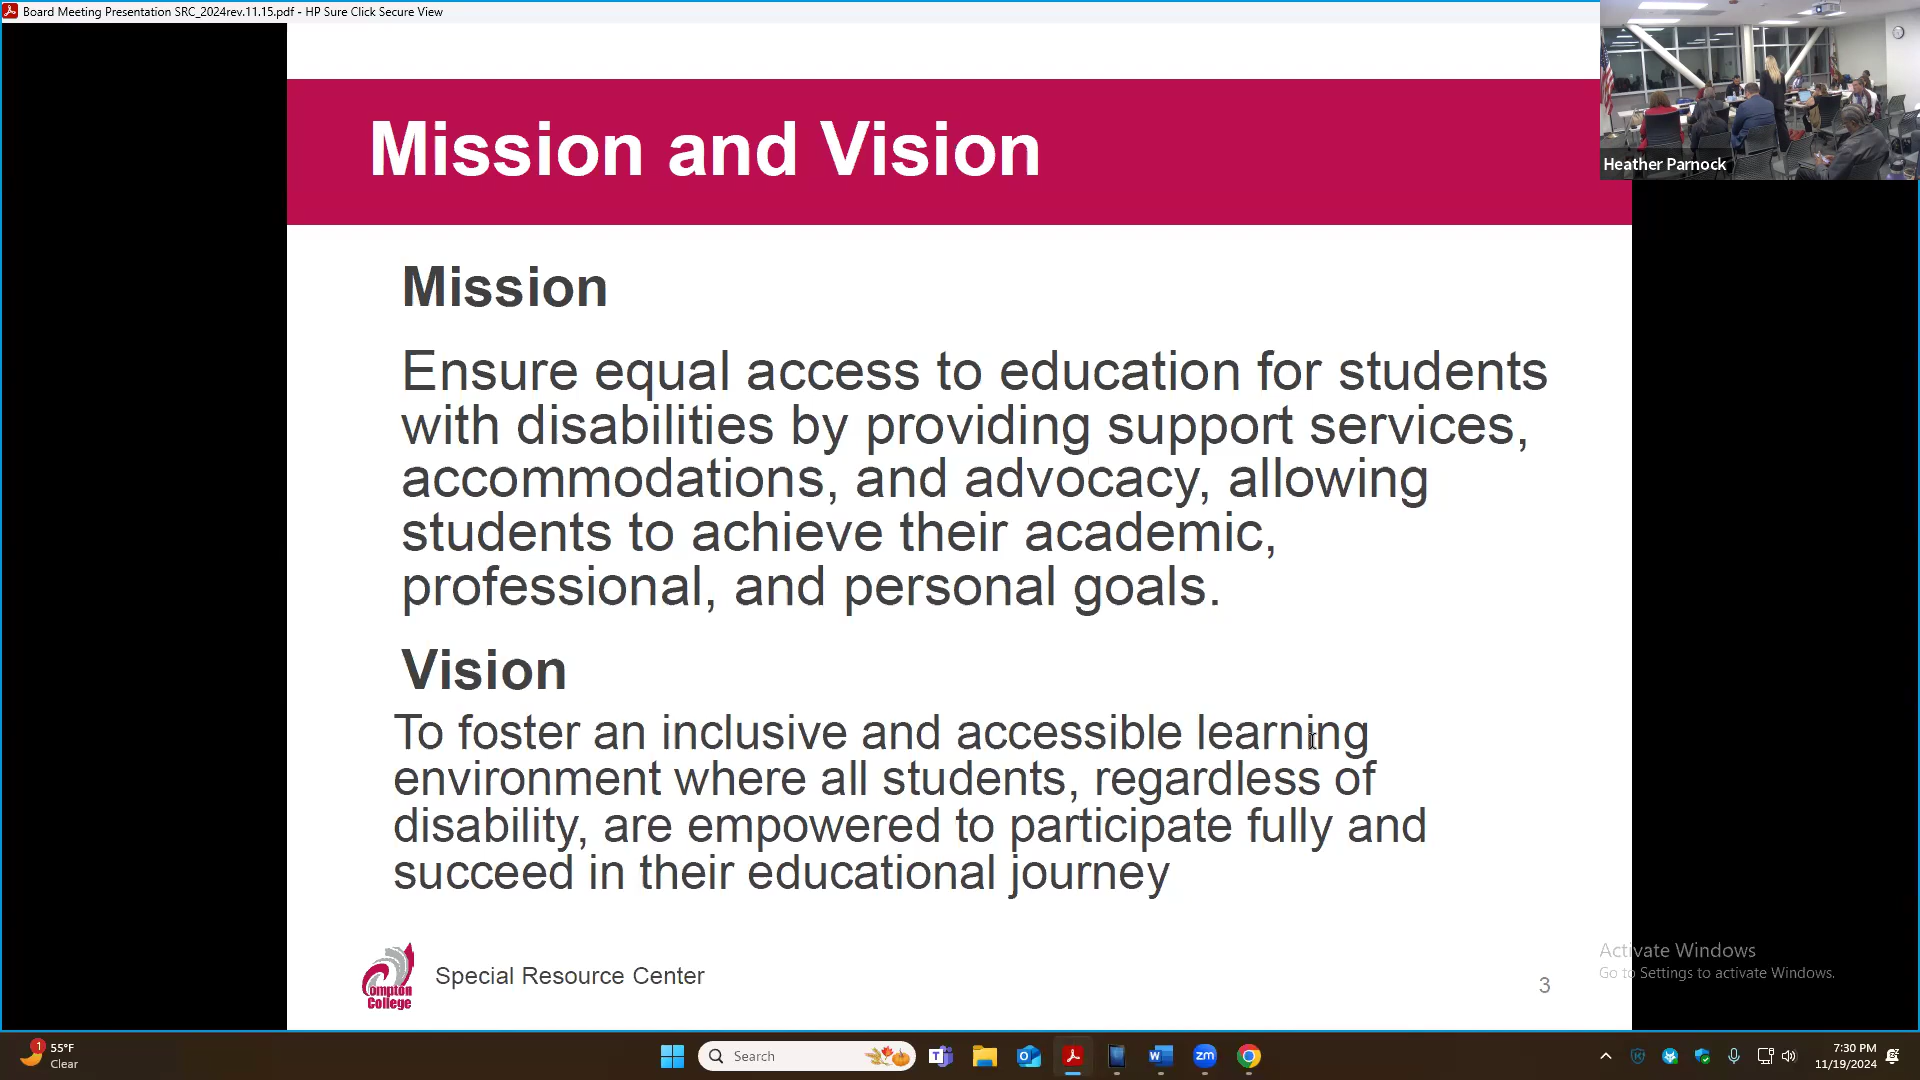 Board Meeting Presentation SRC_2024rev.11.15.pdf - HP Sure Click Secure View
Heather Parnock
Mission and Vision
Mission
Ensure equal access to education for students
with disabilities by providing support services,
accommodations, and advocacy, allowing
students to achieve their academic,
professional, and personal goals.
Vision
To foster an inclusive and accessible learning
environment where all students, regardless of
disability, are empowered to participate fully and
succeed in their educational journey
Compton
College
Special Resource Center
3
Activate Windows
Go to Settings to activate Windows.
1
55°F
Clear
Search
zm
7:30 PM
11/19/2024